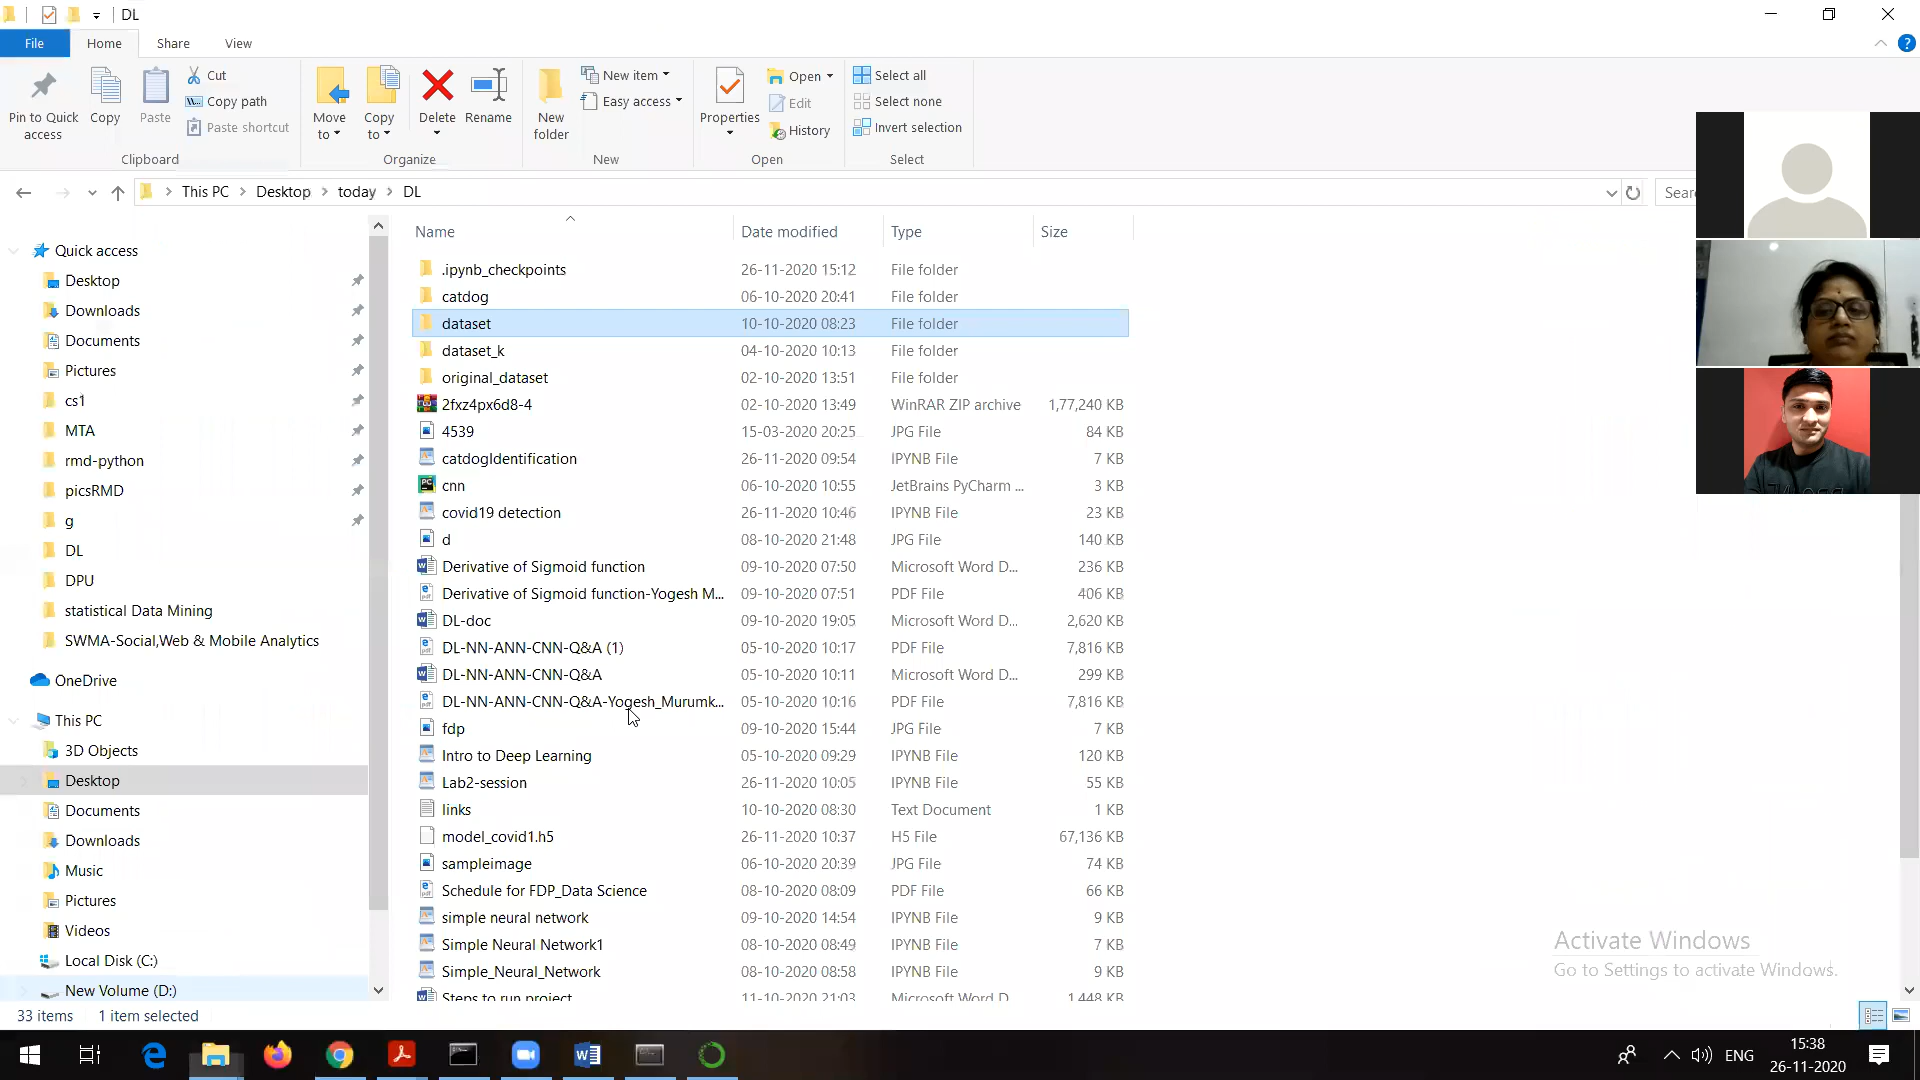 DL
File Home Share View
Pin to Quick access
Copy
Paste
Cut
Copy path
Paste shortcut
Clipboard
Move to
Copy to
Delete
Rename
Organize
New folder
New item
Easy access
New
Properties
Open
Edit
History
Open
Select all
Select none
Invert selection
Select
This PC > Desktop > today > DL
Sear
Quick access
Desktop
Downloads
Documents
Pictures
cs1
MTA
rmd-python
picsRMD
g
DL
DPU
statistical Data Mining
SWMA-Social,Web & Mobile Analytics
OneDrive
This PC
3D Objects
Desktop
Documents
Downloads
Music
Pictures
Videos
Local Disk (C:)
New Volume (D:)
Name Date modified Type Size
.ipynb_checkpoints 26-11-2020 15:12 File folder
catdog 06-10-2020 20:41 File folder
dataset 10-10-2020 08:23 File folder
dataset_k 04-10-2020 10:13 File folder
original_dataset 02-10-2020 13:51 File folder
2fxz4px6d8-4 02-10-2020 13:49 WinRAR ZIP archive 1,77,240 KB
4539 15-03-2020 20:25 JPG File 84 KB
catdogIdentification 26-11-2020 09:54 IPYNB File 7 KB
cnn 06-10-2020 10:55 JetBrains PyCharm ... 3 KB
covid19 detection 26-11-2020 10:46 IPYNB File 23 KB
d 08-10-2020 21:48 JPG File 140 KB
Derivative of Sigmoid function 09-10-2020 07:50 Microsoft Word D... 236 KB
Derivative of Sigmoid function-Yogesh M... 09-10-2020 07:51 PDF File 406 KB
DL-doc 09-10-2020 19:05 Microsoft Word D... 2,620 KB
DL-NN-ANN-CNN-Q&A (1) 05-10-2020 10:17 PDF File 7,816 KB
DL-NN-ANN-CNN-Q&A 05-10-2020 10:11 Microsoft Word D... 299 KB
DL-NN-ANN-CNN-Q&A-Yogesh_Murumk... 05-10-2020 10:16 PDF File 7,816 KB
fdp 09-10-2020 15:44 JPG File 7 KB
Intro to Deep Learning 05-10-2020 09:29 IPYNB File 120 KB
Lab2-session 26-11-2020 10:05 IPYNB File 55 KB
links 10-10-2020 08:30 Text Document 1 KB
model_covid1.h5 26-11-2020 10:37 H5 File 67,136 KB
sampleimage 06-10-2020 20:39 JPG File 74 KB
Schedule for FDP_Data Science 08-10-2020 08:09 PDF File 66 KB
simple neural network 09-10-2020 14:54 IPYNB File 9 KB
Simple Neural Network1 08-10-2020 08:49 IPYNB File 7 KB
Simple_Neural_Network 08-10-2020 08:58 IPYNB File 9 KB
Steps to run project 11-10-2020 21:03 Microsoft Word D 1,448 KB
Activate Windows
Go to Settings to activate Windows.
33 items 1 item selected
ENG
15:38
26-11-2020